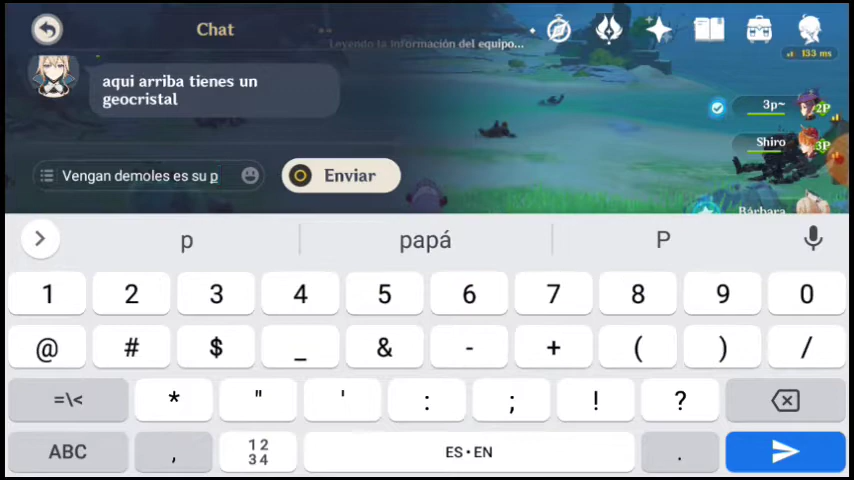 Chat
Leyendo la información del equipo...
133 ms
aqui arriba tienes un
geocristal
3p~
2P
Shiro
3P
Bárbara
Vengan demoles es su p
Enviar
p papá P
1 2 3 4 5 6 7 8 9 0
@ # $ _ & - + ( ) /
=\< * " ' : ; ! ?
ABC , 12 34 ES • EN .